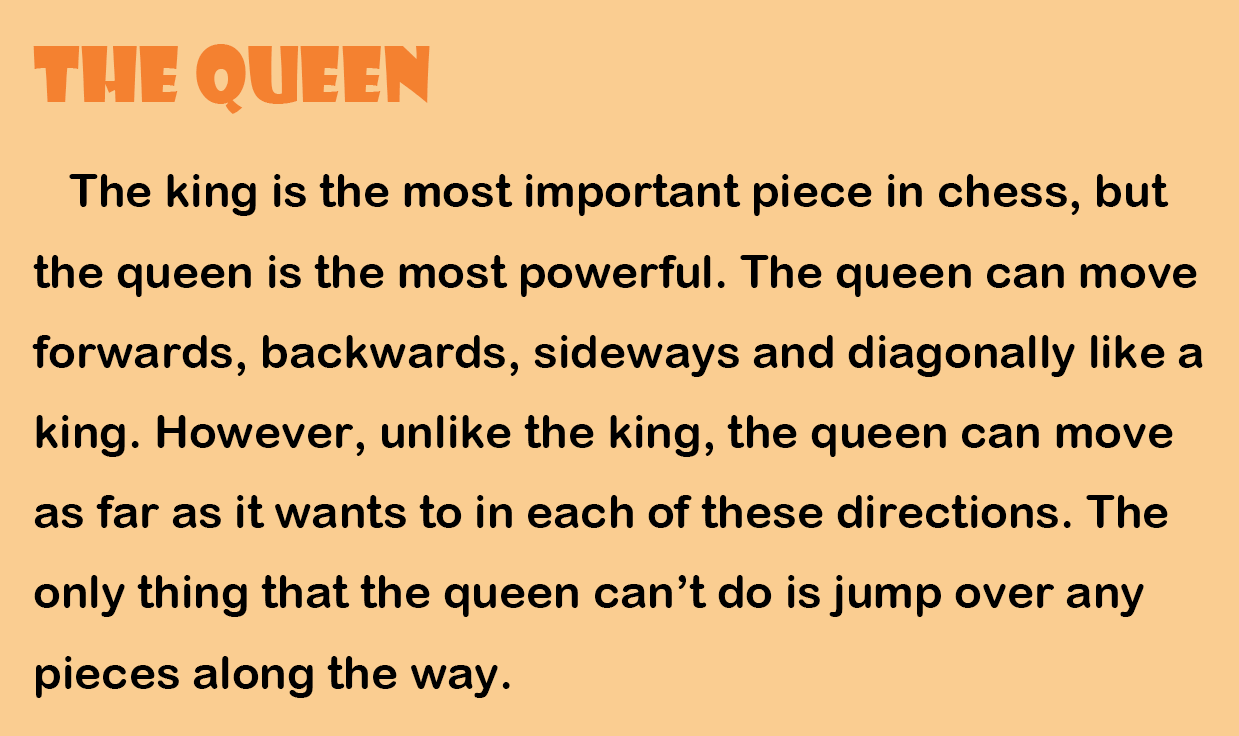 THE QUEEN
The king is the most important piece in chess, but
the queen is the most powerful. The queen can move
forwards, backwards, sideways and diagonally like a
king. However, unlike the king, the queen can move
as far as it wants to in each of these directions. The
only thing that the queen can’t do is jump over any
pieces along the way.